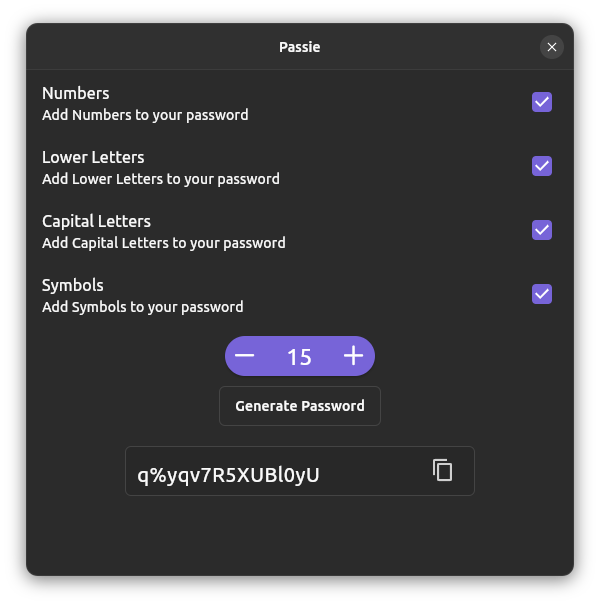 Passie
Numbers
Add Numbers to your password
Lower Letters
Add Lower Letters to your password
Capital Letters
Add Capital Letters to your password
Symbols
Add Symbols to your password
15
Generate Password
q%yqv7R5XUBl0yU